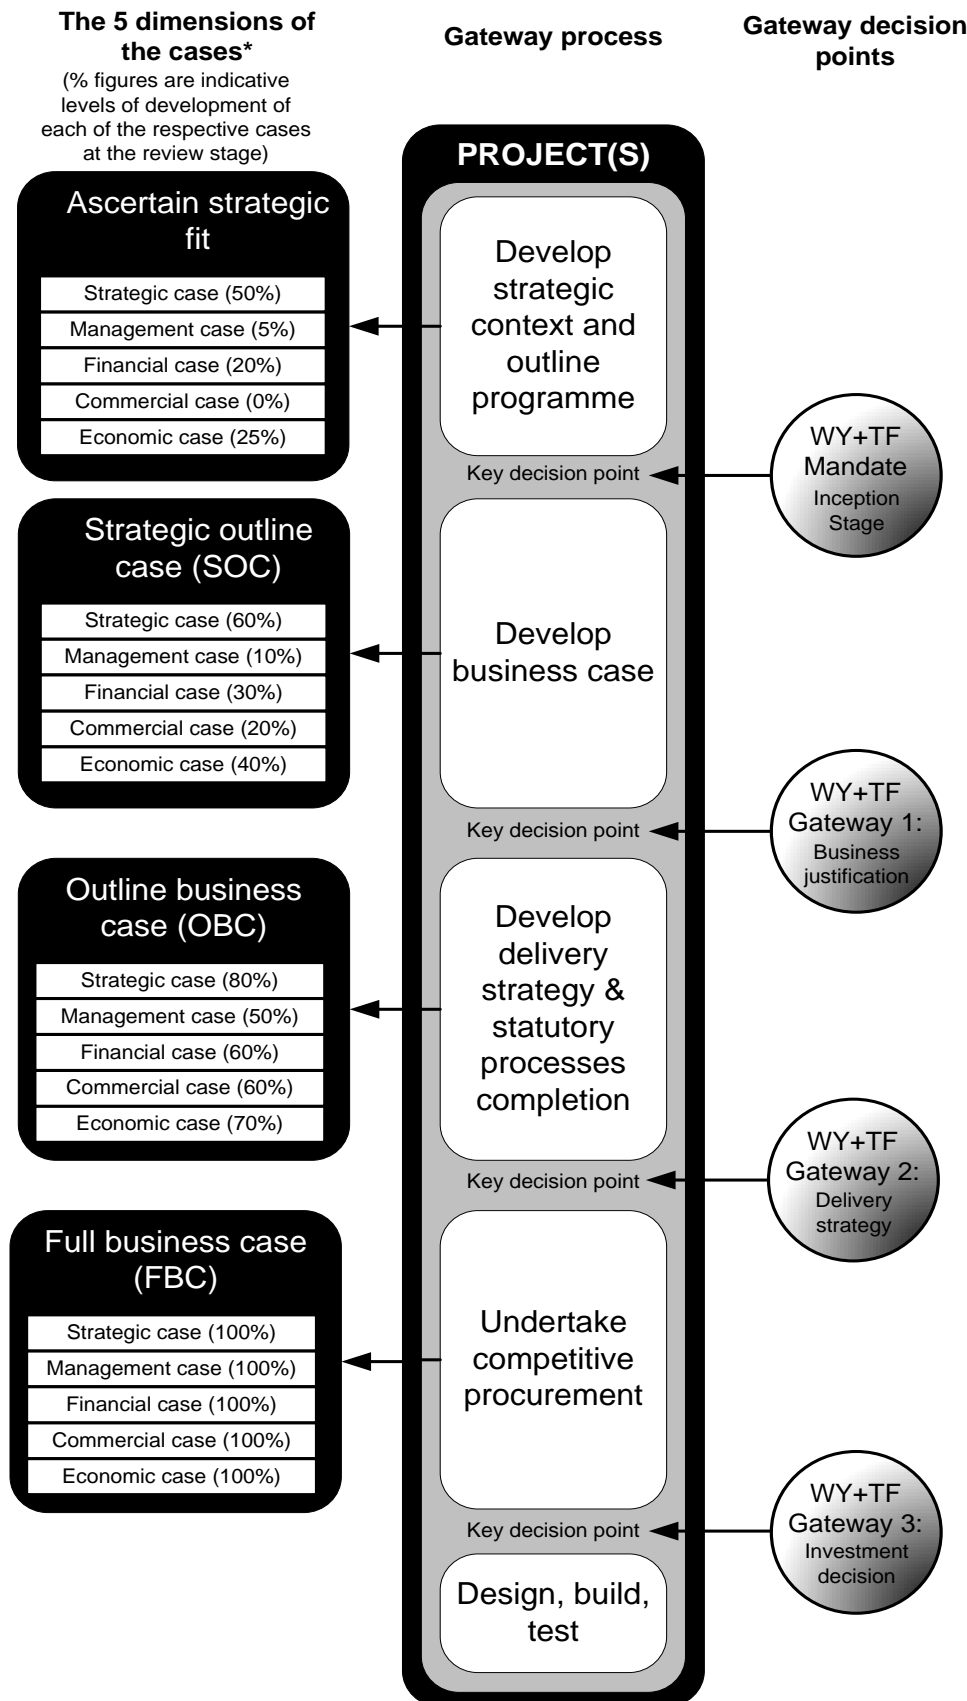 The 5 dimensions of
the cases*
(% figures are indicative
levels of development of
each of the respective cases
at the review stage)
Gateway process
Gateway decision
points
PROJECT(S)
Ascertain strategic
fit
Strategic case (50%)
Management case (5%)
Financial case (20%)
Commercial case (0%)
Economic case (25%)
Develop
strategic
context and
outline
programme
Key decision point
WY+TF
Mandate
Inception
Stage
Strategic outline
case (SOC)
Strategic case (60%)
Management case (10%)
Financial case (30%)
Commercial case (20%)
Economic case (40%)
Develop
business case
Key decision point
WY+TF
Gateway 1:
Business
justification
Outline business
case (OBC)
Strategic case (80%)
Management case (50%)
Financial case (60%)
Commercial case (60%)
Economic case (70%)
Develop
delivery
strategy &
statutory
processes
completion
Key decision point
WY+TF
Gateway 2:
Delivery
strategy
Full business case
(FBC)
Strategic case (100%)
Management case (100%)
Financial case (100%)
Commercial case (100%)
Economic case (100%)
Undertake
competitive
procurement
Key decision point
WY+TF
Gateway 3:
Investment
decision
Design, build,
test